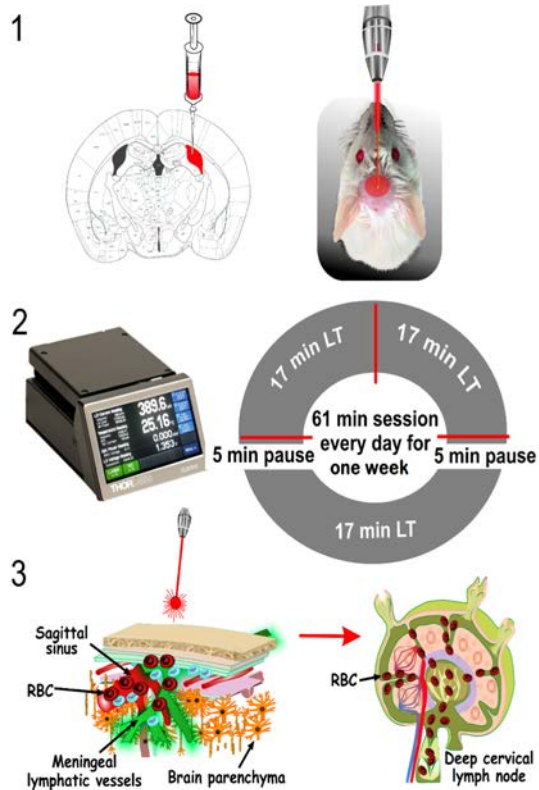 1
2
389.6
25.16
0.000
1.353
THOR
17 min LT
17 min LT
61 min session
every day for
one week
5 min pause
5 min pause
17 min LT
3
Sagittal
sinus
RBC
Meningeal
lymphatic vessels
Brain parenchyma
RBC
Deep cervical
lymph node